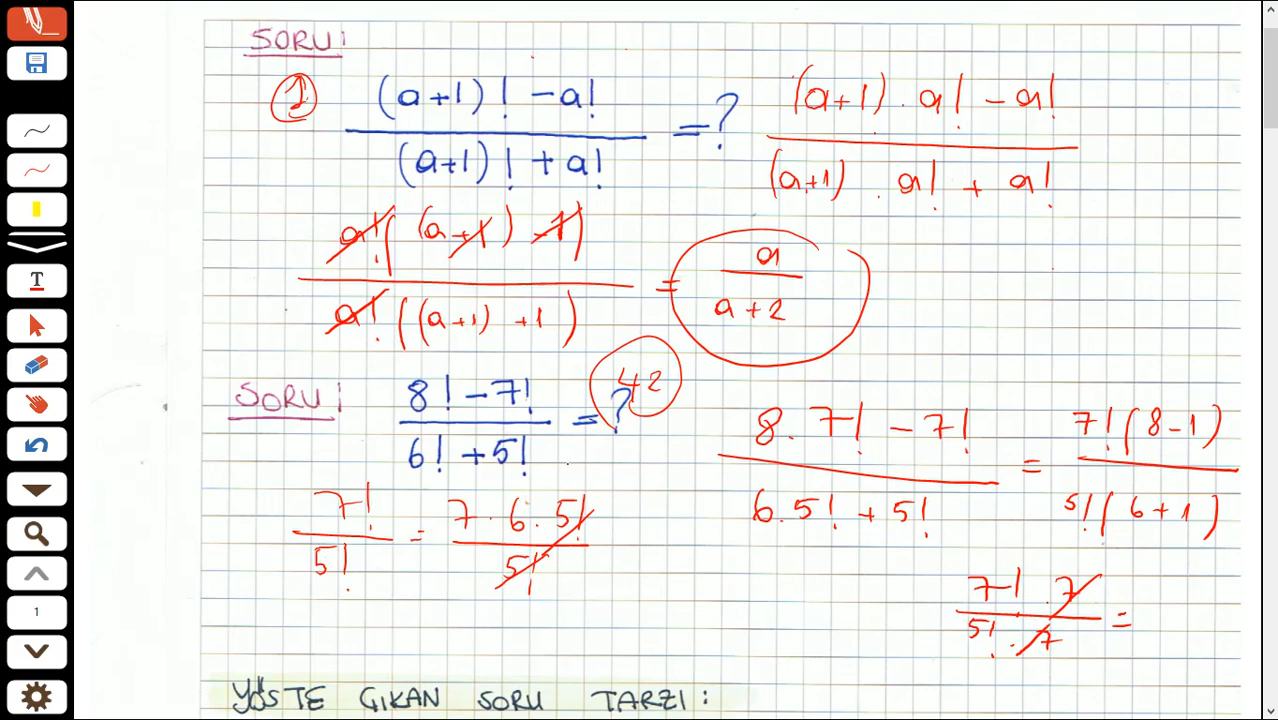 SORU:
1
(a+1)! - a! / (a+1)! + a! = ?
(a+1) . a! - a! / (a+1) . a! + a!
a! ((a+1) - 1) / a! ((a+1) + 1) = a / a+2
SORU:
8! - 7! / 6! + 5! = ?
42
8. 7! - 7! / 6. 5! + 5! = 7! (8-1) / 5! (6+1)
7! / 5! = 7. 6. 5! / 5!
7! . 7 / 5! . 7 =
YÖS'TE ÇIKAN SORU TARZI:
T
1